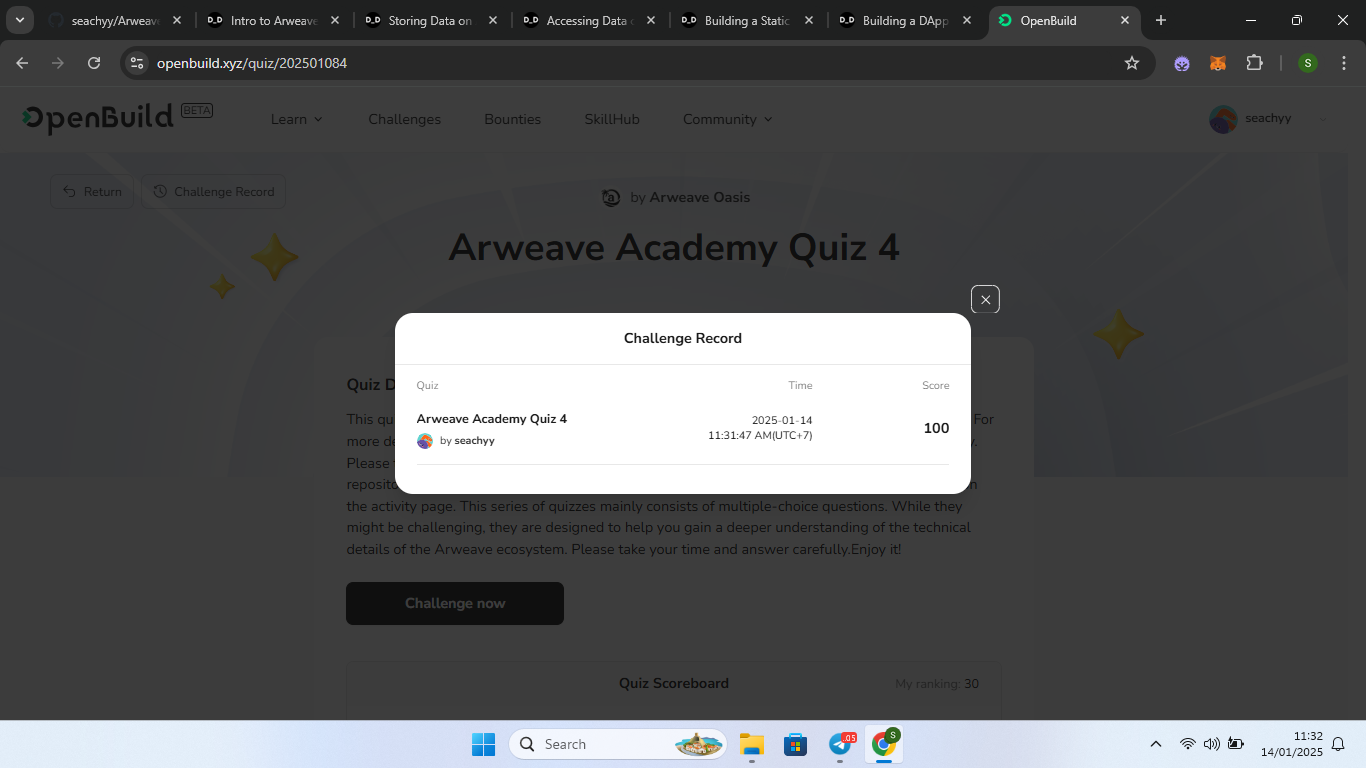 seachyy/Arweave
Intro to Arweave
Storing Data on
Accessing Data
Building a Static
Building a DApp
OpenBuild
openbuild.xyz/quiz/202501084
S
OpenBuild BETA
Learn
Challenges
Bounties
SkillHub
Community
seachyy
Return
Challenge Record
by Arweave Oasis
Arweave Academy Quiz 4
Challenge Record
Quiz
Time
Score
Arweave Academy Quiz 4
by seachyy
2025-01-14
11:31:47 AM(UTC+7)
100
Quiz D
This qu
For
more de
Please
reposito
the activity page. This series of quizzes mainly consists of multiple-choice questions. While they
might be challenging, they are designed to help you gain a deeper understanding of the technical
details of the Arweave ecosystem. Please take your time and answer carefully.Enjoy it!
Challenge now
Quiz Scoreboard
My ranking: 30
Search
05
S
11:32
14/01/2025